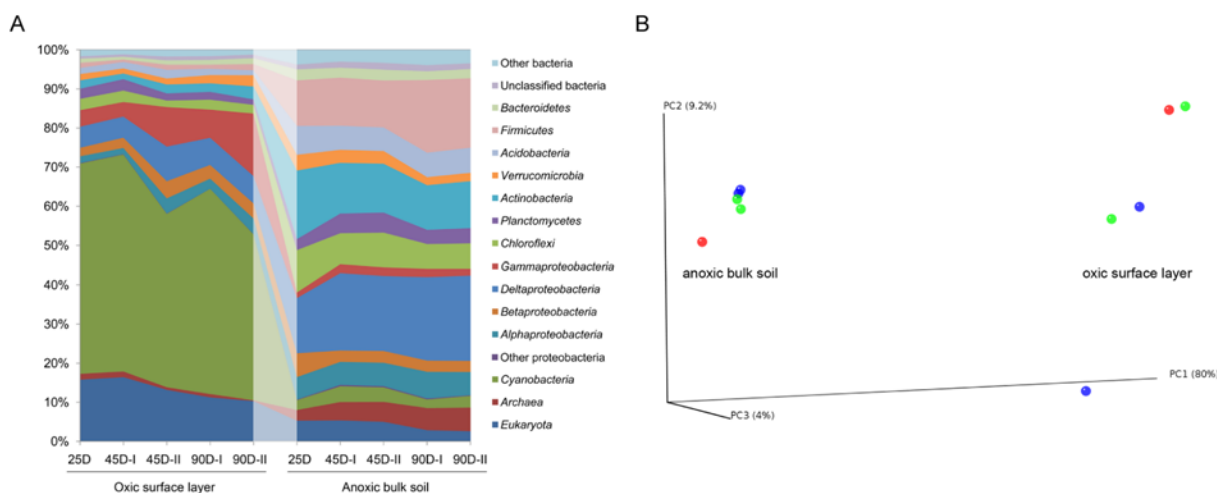 A
100%
90%
80%
70%
60%
50%
40%
30%
20%
10%
0%
25D 45D-I 45D-II 90D-I 90D-II 25D 45D-I 45D-II 90D-I 90D-II
Oxic surface layer Anoxic bulk soil
Other bacteria
Unclassified bacteria
Bacteroidetes
Firmicutes
Acidobacteria
Verrucomicrobia
Actinobacteria
Planctomycetes
Chloroflexi
Gammaproteobacteria
Deltaproteobacteria
Betaproteobacteria
Alphaproteobacteria
Other proteobacteria
Cyanobacteria
Archaea
Eukaryota
B
PC2 (9.2%)
anoxic bulk soil
oxic surface layer
PC1 (80%)
PC3 (4%)